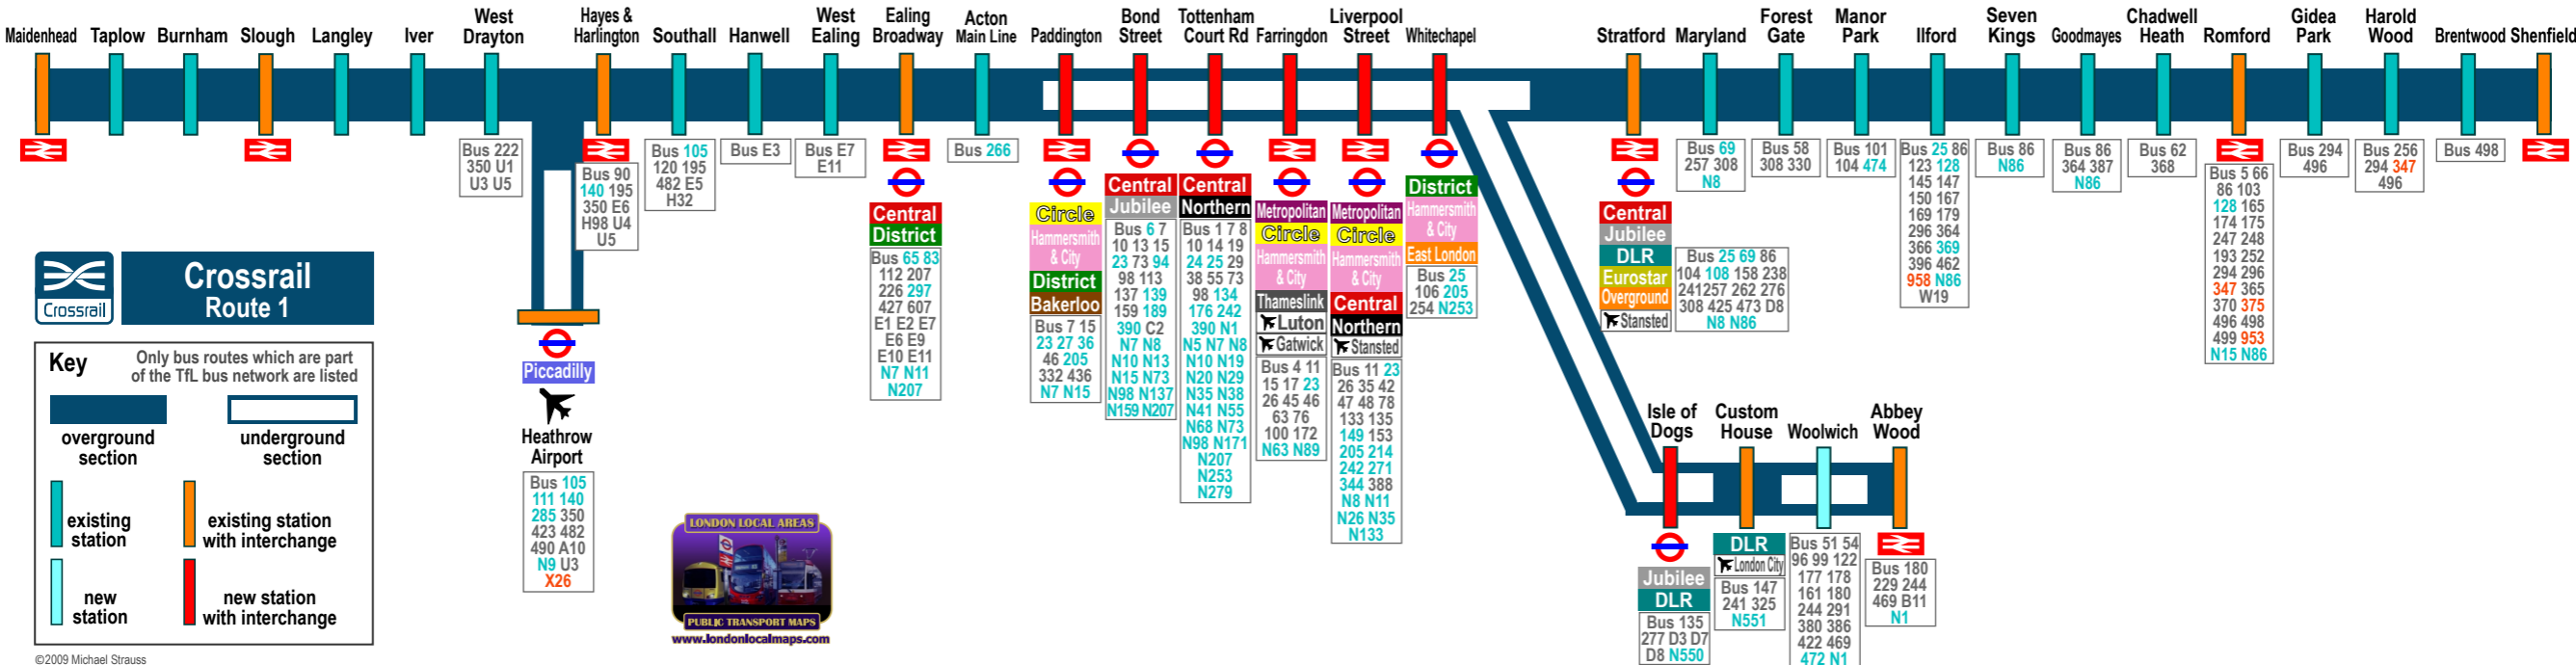 Maidenhead
Taplow
Burnham
Slough
Langley
Iver
West
Drayton
Hayes &
Harlington
Southall
Hanwell
West
Ealing
Ealing
Broadway
Acton
Main Line
Paddington
Bond
Street
Tottenham
Court Rd
Farringdon
Liverpool
Street
Whitechapel
Stratford
Maryland
Forest
Gate
Manor
Park
Ilford
Seven
Kings
Goodmayes
Chadwell
Heath
Romford
Gidea
Park
Harold
Wood
Brentwood
Shenfield
Bus 222
350 U1
U3 U5
Bus 90
140 195
350 E6
H98 U4
U5
Bus 105
120 195
482 E5
H32
Bus E3
Bus E7
E11
Central
District
Bus 65 83
112 207
226 297
427 607
E1 E2 E7
E6 E9
E10 E11
N7 N11
N207
Bus 266
Circle
Hammersmith
& City
District
Bakerloo
Bus 7 15
23 27 36
46 205
332 436
N7 N15
Central
Jubilee
Bus 6 7
10 13 15
23 73 94
98 113
137 139
159 189
390 C2
N7 N8
N10 N13
N15 N73
N98 N137
N159 N207
Central
Northern
Bus 1 7 8
10 14 19
24 25 29
38 55 73
98 134
176 242
390 N1
N5 N7 N8
N10 N19
N20 N29
N35 N38
N41 N55
N68 N73
N98 N171
N207
N253
N279
Metropolitan
Circle
Hammersmith
& City
Thameslink
Luton
Gatwick
Bus 4 11
15 17 23
26 45 46
63 76
100 172
N63 N89
Metropolitan
Circle
Hammersmith
& City
Central
Northern
Stansted
Bus 11 23
26 35 42
47 48 78
133 135
149 153
205 214
242 271
344 388
N8 N11
N26 N35
N133
District
Hammersmith
& City
East London
Bus 25
106 205
254 N253
Central
Jubilee
DLR
Eurostar
Overground
Stansted
Bus 25 69 86
104 108 158 238
241257 262 276
308 425 473 D8
N8 N86
Bus 69
257 308
N8
Bus 58
308 330
Bus 101
104 474
Bus 25 86
123 128
145 147
150 167
169 179
296 364
366 369
396 462
958 N86
W19
Bus 86
N86
Bus 86
364 387
N86
Bus 62
368
Bus 5 66
86 103
128 165
174 175
247 248
193 252
294 296
347 365
370 375
496 498
499 953
N15 N86
Bus 294
496
Bus 256
294 347
496
Bus 498
Piccadilly
Heathrow
Airport
Bus 105
111 140
285 350
423 482
490 A10
N9 U3
X26
Isle of
Dogs
Custom
House
Woolwich
Abbey
Wood
Jubilee
DLR
Bus 135
277 D3 D7
D8 N550
DLR
London City
Bus 147
241 325
N551
Bus 51 54
96 99 122
177 178
161 180
244 291
380 386
422 469
472 N1
Bus 180
229 244
469 B11
N1
Crossrail
Crossrail
Route 1
Key
Only bus routes which are part
of the TfL bus network are listed
overground
section
underground
section
existing
station
existing station
with interchange
new
station
new station
with interchange
LONDON LOCAL AREAS
PUBLIC TRANSPORT MAPS
www.londonlocalmaps.com
©2009 Michael Strauss